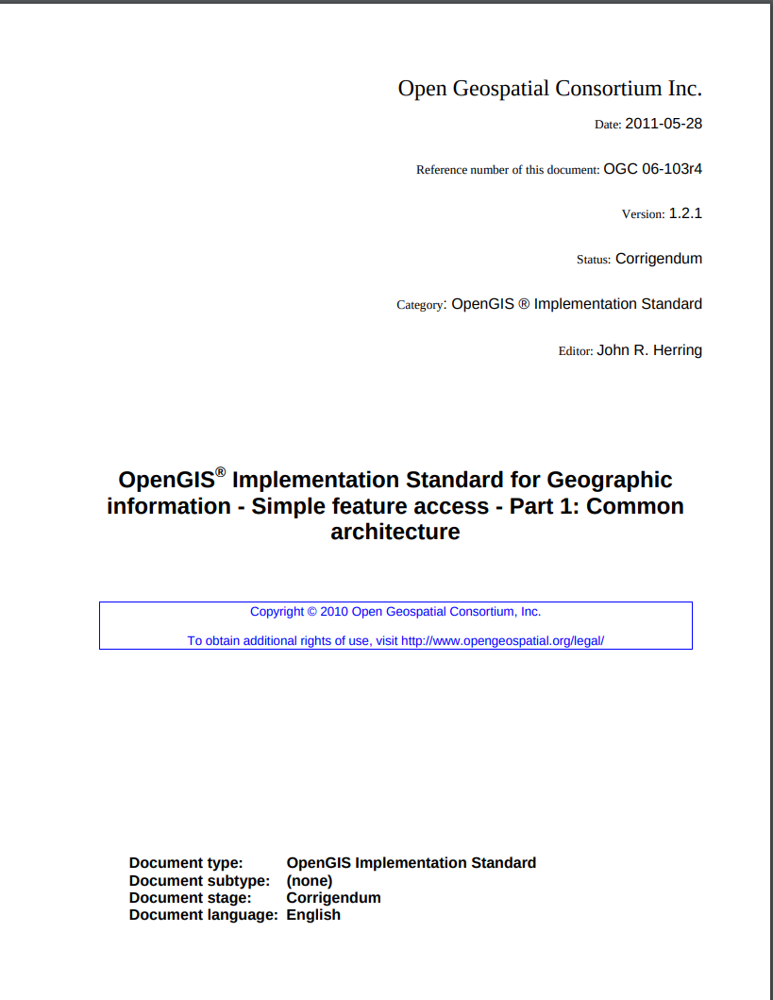 Open Geospatial Consortium Inc.
Date: 2011-05-28
Reference number of this document: OGC 06-103r4
Version: 1.2.1
Status: Corrigendum
Category: OpenGIS ® Implementation Standard
Editor: John R. Herring
OpenGIS® Implementation Standard for Geographic
information - Simple feature access - Part 1: Common
architecture
Copyright © 2010 Open Geospatial Consortium, Inc.
To obtain additional rights of use, visit http://www.opengeospatial.org/legal/
Document type: OpenGIS Implementation Standard
Document subtype: (none)
Document stage: Corrigendum
Document language: English